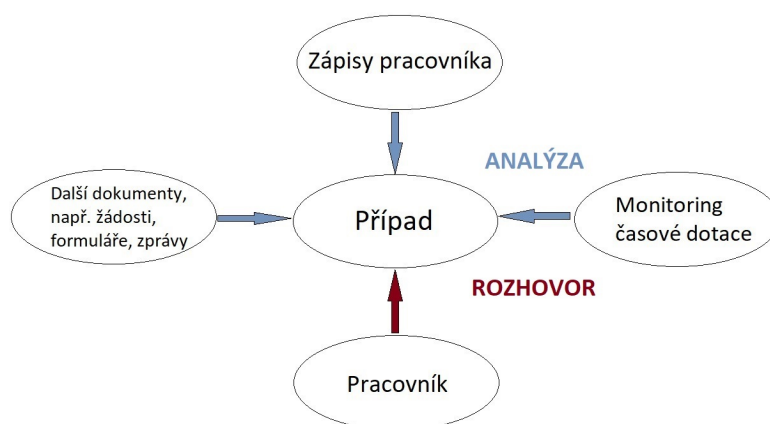 Zápisy pracovníka
ANALÝZA
Další dokumenty,
např. žádosti,
formuláře, zprávy
Případ
Monitoring
časové dotace
ROZHOVOR
Pracovník